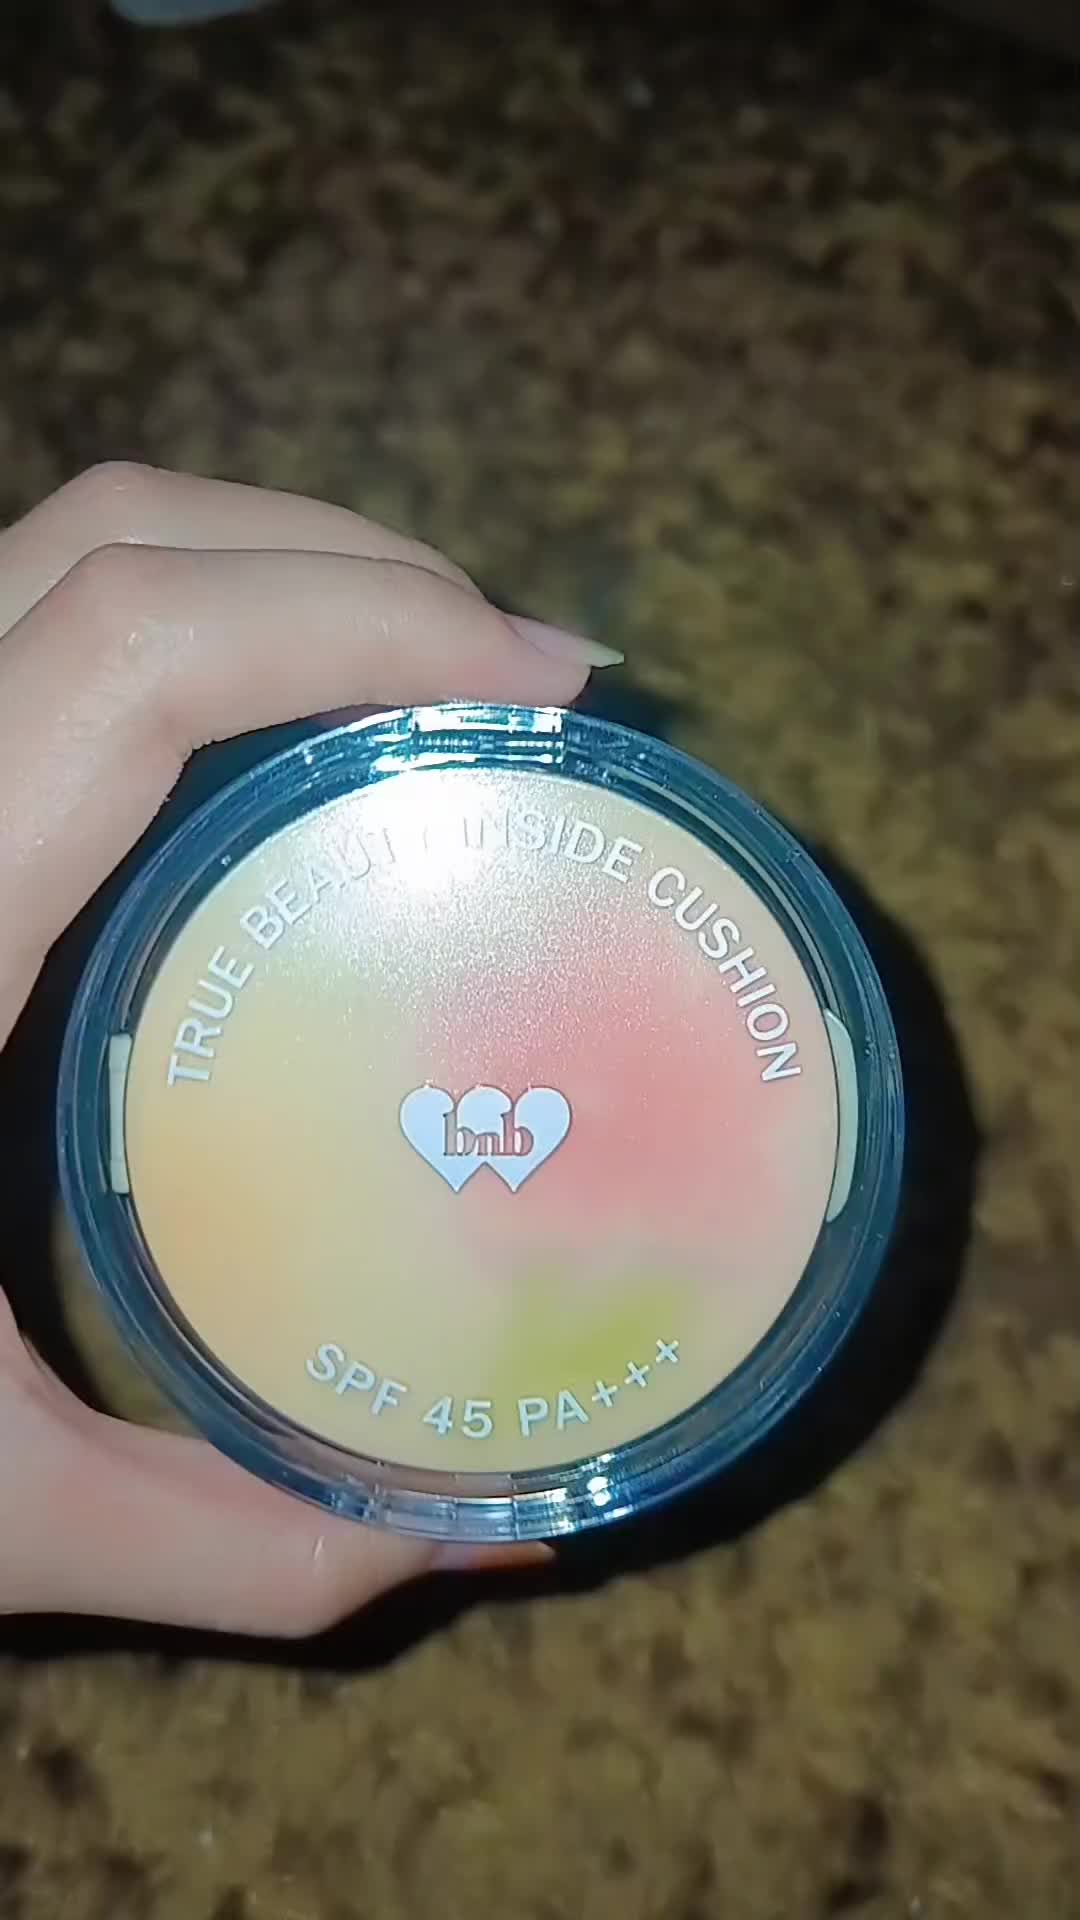 TRUE BEAUTY INSIDE CUSHION
bnb
SPF 45 PA+++